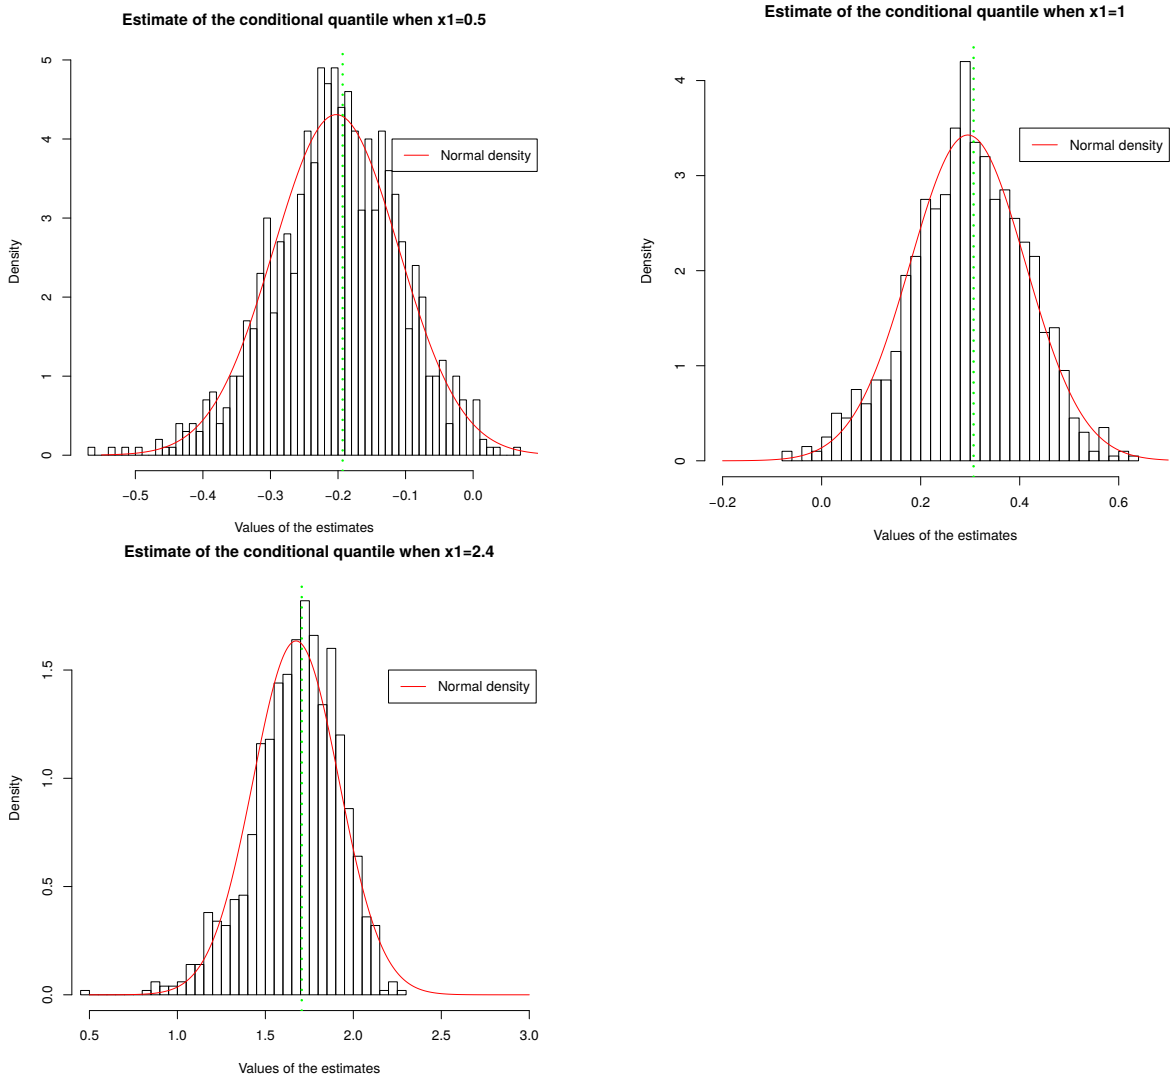 Estimate of the conditional quantile when x1=0.5
5
4
3
2
1
0
Density
Normal density
−0.5 −0.4 −0.3 −0.2 −0.1 0.0
Values of the estimates
Estimate of the conditional quantile when x1=1
4
3
2
1
0
Density
Normal density
−0.2 0.0 0.2 0.4 0.6
Values of the estimates
Estimate of the conditional quantile when x1=2.4
1.5
1.0
0.5
0.0
Density
Normal density
0.5 1.0 1.5 2.0 2.5 3.0
Values of the estimates